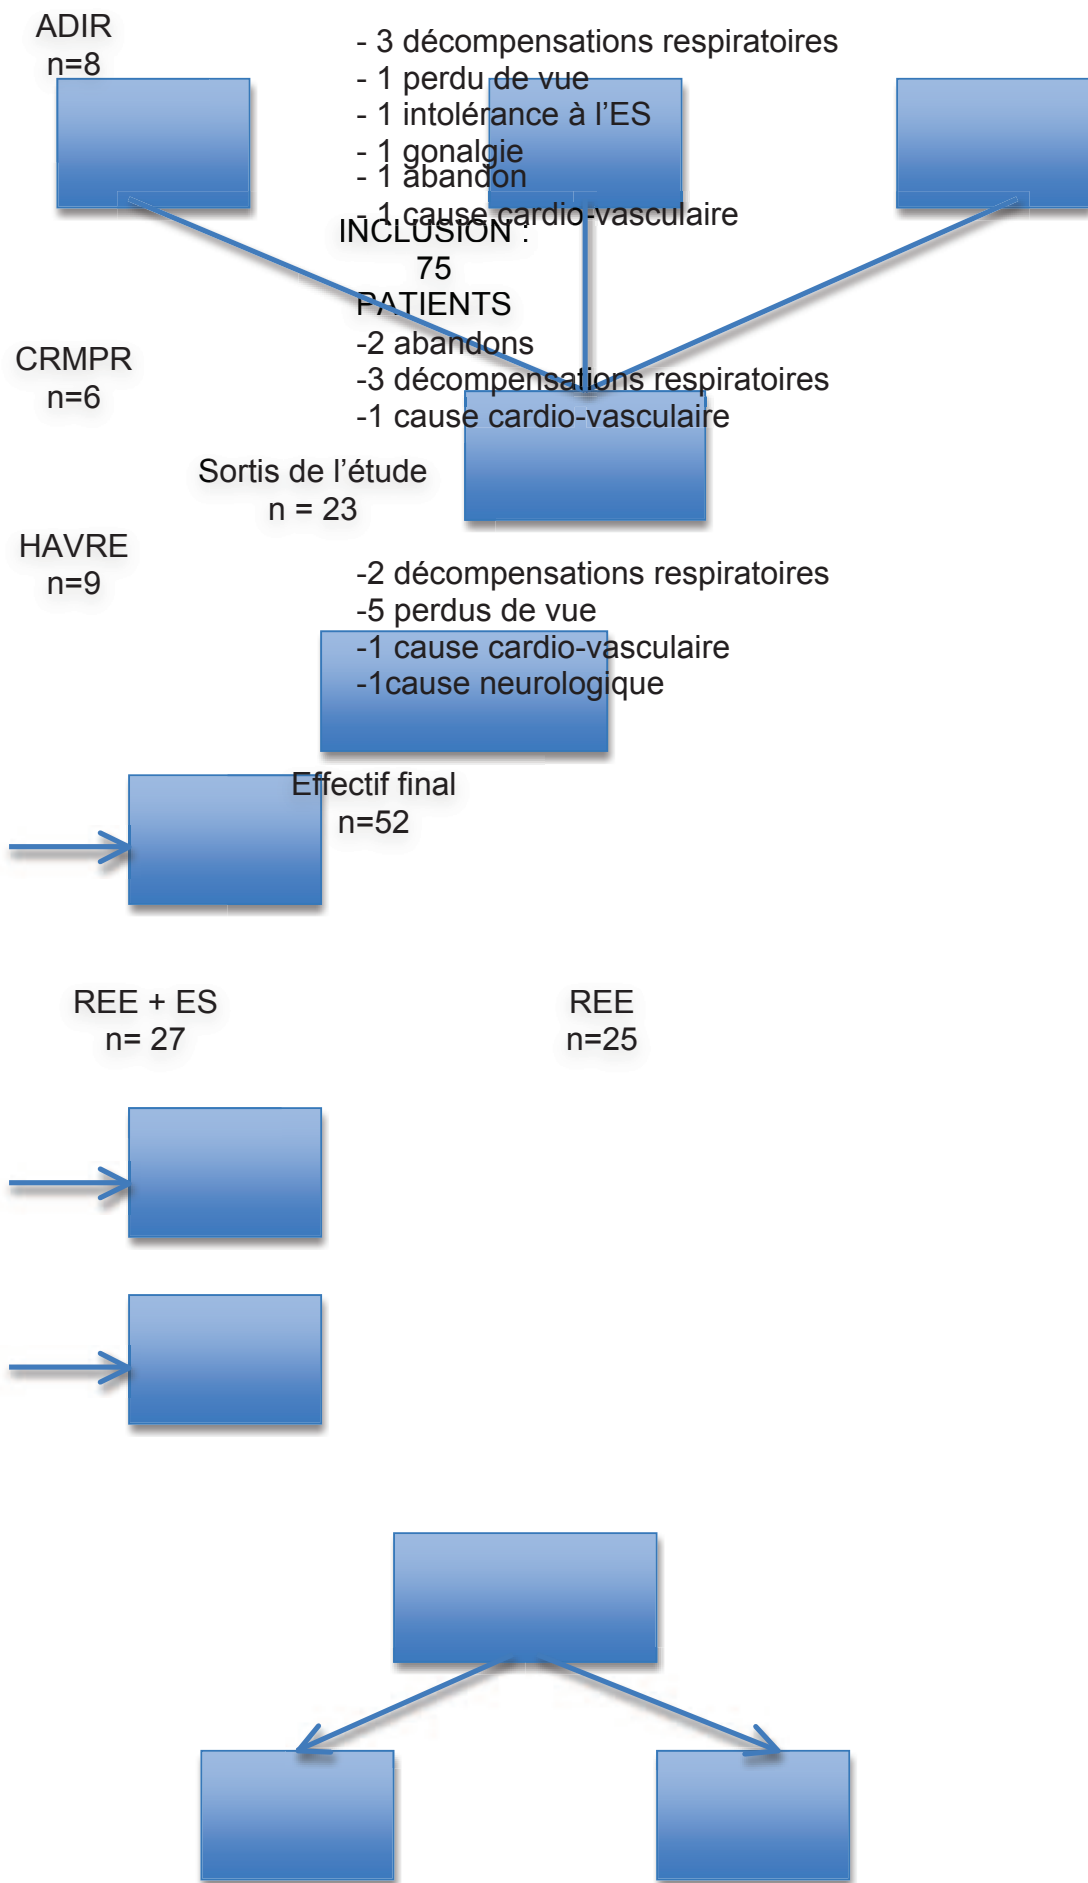 ADIR
n=8
- 3 décompensations respiratoires
- 1 perdu de vue
- 1 intolérance à l’ES
- 1 gonalgie
- 1 abandon
- 1 cause cardio-vasculaire
INCLUSION :
75
PATIENTS
CRMPR
n=6
-2 abandons
-3 décompensations respiratoires
-1 cause cardio-vasculaire
Sortis de l’étude
n = 23
HAVRE
n=9
-2 décompensations respiratoires
-5 perdus de vue
-1 cause cardio-vasculaire
-1cause neurologique
Effectif final
n=52
REE + ES
n= 27
REE
n=25